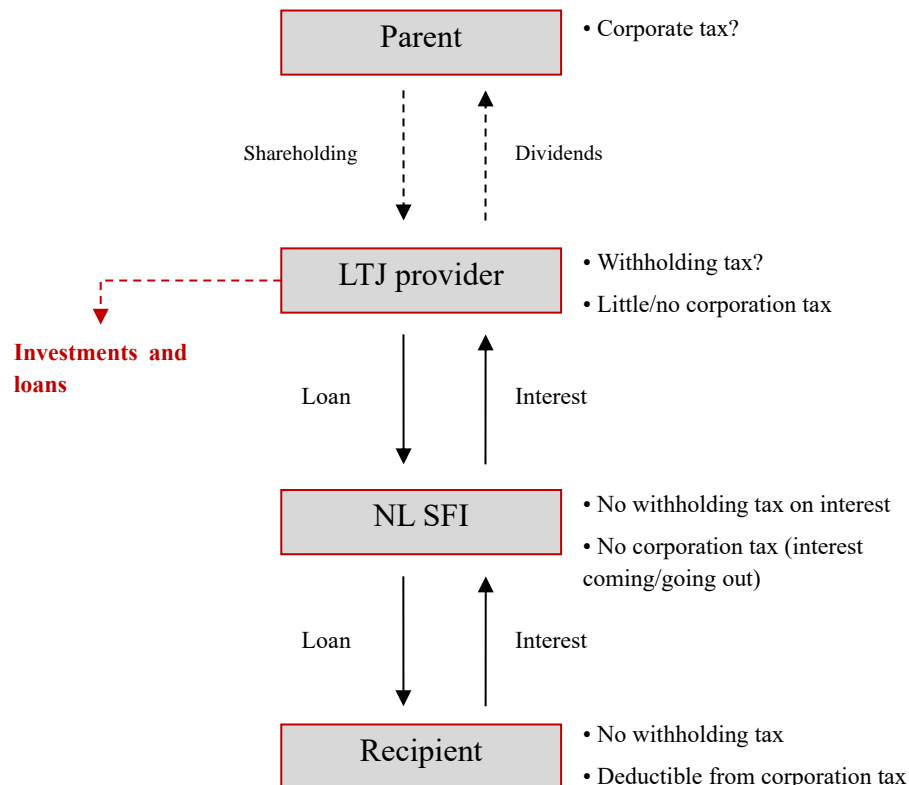 Parent
• Corporate tax?
Shareholding
Dividends
LTJ provider
• Withholding tax?
• Little/no corporation tax
Investments and
loans
Loan
Interest
NL SFI
• No withholding tax on interest
• No corporation tax (interest
coming/going out)
Loan
Interest
Recipient
• No withholding tax
• Deductible from corporation tax